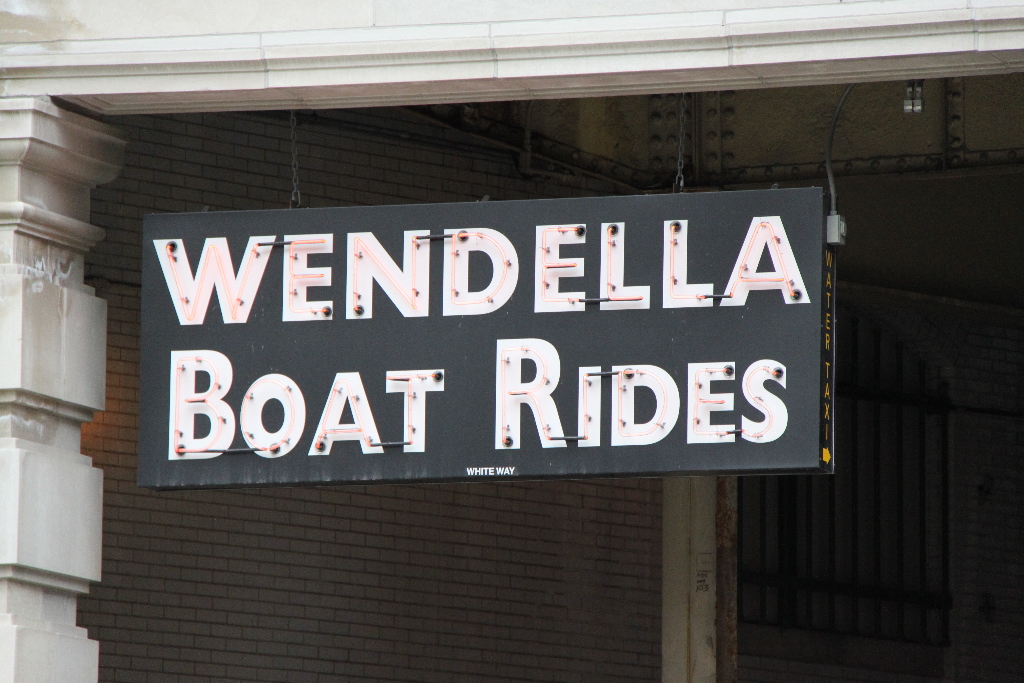 WENDELLA
BOAT RIDES
WHITE WAY
WATER TAXI